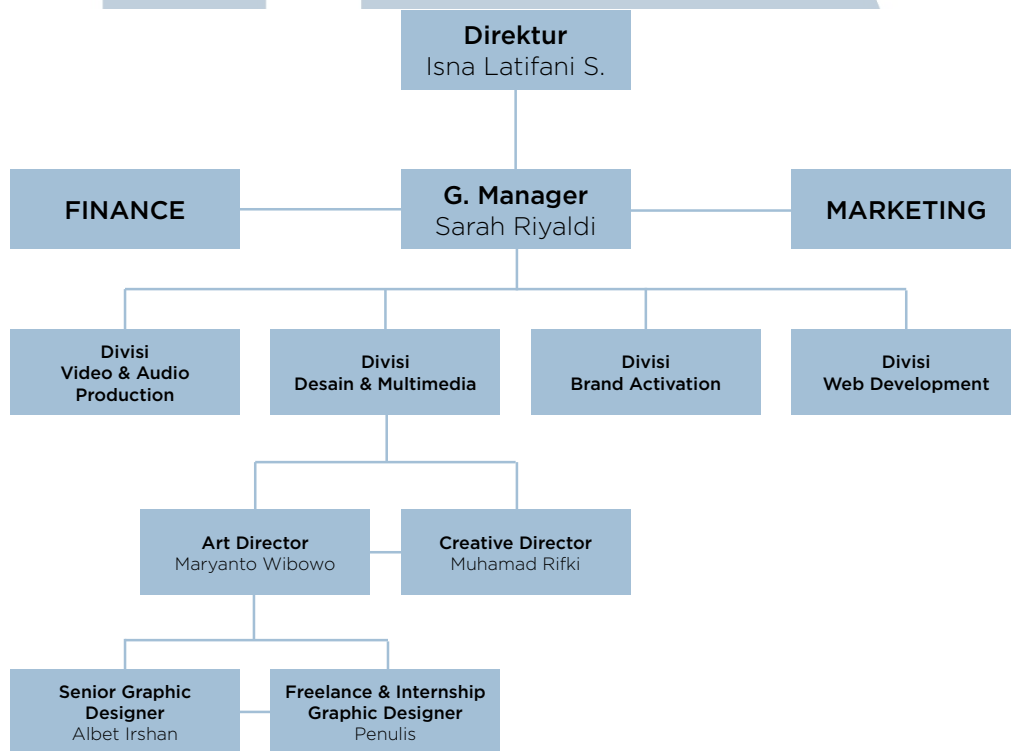 Direktur
Isna Latifani S.
FINANCE
G. Manager
Sarah Riyaldi
MARKETING
Divisi
Video & Audio
Production
Divisi
Desain & Multimedia
Divisi
Brand Activation
Divisi
Web Development
Art Director
Maryanto Wibowo
Creative Director
Muhamad Rifki
Senior Graphic
Designer
Albet Irshan
Freelance & Internship
Graphic Designer
Penulis